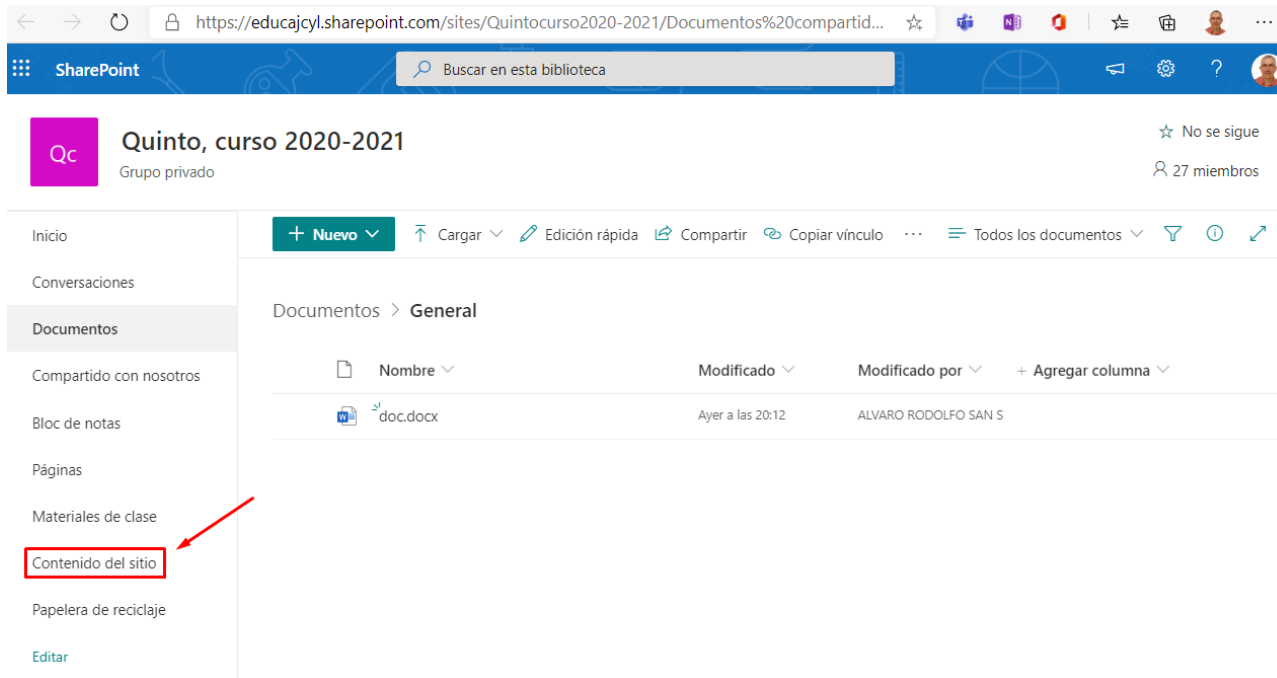 https://educajcyl.sharepoint.com/sites/Quintocurso2020-2021/Documentos%20compartid...
SharePoint
Buscar en esta biblioteca
?
Qc
Quinto, curso 2020-2021
Grupo privado
No se sigue
27 miembros
Inicio
Conversaciones
Documentos
Compartido con nosotros
Bloc de notas
Páginas
Materiales de clase
Contenido del sitio
Papelera de reciclaje
Editar
+ Nuevo
Cargar
Edición rápida
Compartir
Copiar vínculo
...
Todos los documentos
Documentos > General
Nombre
Modificado
Modificado por
+ Agregar columna
doc.docx
Ayer a las 20:12
ALVARO RODOLFO SAN S